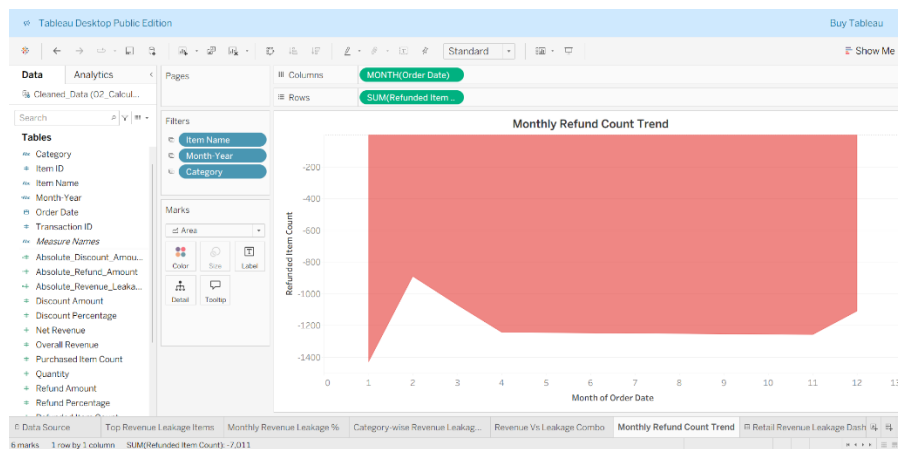 Tableau Desktop Public Edition
Buy Tableau
Standard
Show Me
Data Analytics
Cleaned_Data (02_Calcul...
Search
Tables
Category
Item ID
Item Name
Month-Year
Order Date
Transaction ID
Measure Names
Absolute_Discount_Amou...
Absolute_Refund_Amount
Absolute_Revenue_Leaka...
Discount Amount
Discount Percentage
Net Revenue
Overall Revenue
Purchased Item Count
Quantity
Refund Amount
Refund Percentage
Pages
Filters
Item Name
Month-Year
Category
Marks
Area
Color Size Label
Detail Tooltip
Columns MONTH(Order Date)
Rows SUM(Refunded Item ..
Monthly Refund Count Trend
Refunded Item Count
-200
-400
-600
-800
-1000
-1200
-1400
0 1 2 3 4 5 6 7 8 9 10 11 12
Month of Order Date
Data Source Top Revenue Leakage Items Monthly Revenue Leakage % Category-wise Revenue Leakag... Revenue Vs Leakage Combo Monthly Refund Count Trend Retail Revenue Leakage Dash
6 marks 1 row by 1 column SUM(Refunded Item Count): -7,011